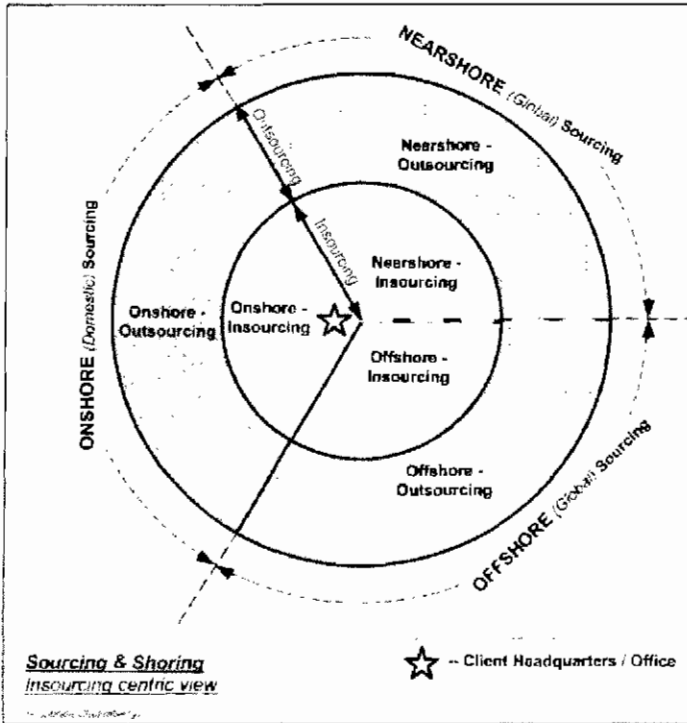 NEARSHORE (Global) Sourcing
Outsourcing
Nearshore -
Outsourcing
Insourcing
Nearshore -
Insourcing
ONSHORE (Domestic) Sourcing
Onshore -
Outsourcing
Onshore -
Insourcing
Offshore -
Insourcing
Offshore -
Outsourcing
OFFSHORE (Global) Sourcing
Sourcing & Shoring
Insourcing centric view
-- Client Headquarters / Office